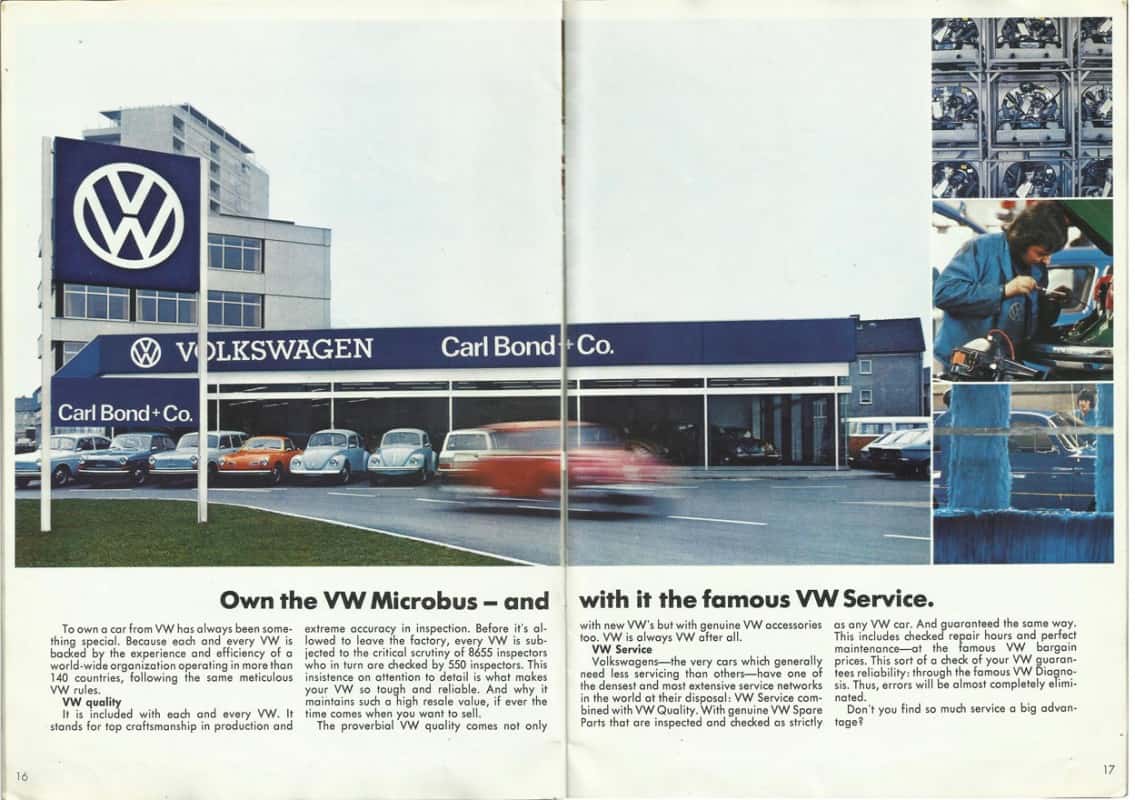 VW
VW VOLKSWAGEN
Carl Bond + Co.
Carl Bond + Co.
Own the VW Microbus – and with it the famous VW Service.
To own a car from VW has always been some-
thing special. Because each and every VW is
backed by the experience and efficiency of a
world-wide organization operating in more than
140 countries, following the same meticulous
VW rules.
VW quality
It is included with each and every VW. It
stands for top craftsmanship in production and
extreme accuracy in inspection. Before it's al-
lowed to leave the factory, every VW is sub-
jected to the critical scrutiny of 8655 inspectors
who in turn are checked by 550 inspectors. This
insistence on attention to detail is what makes
your VW so tough and reliable. And why it
maintains such a high resale value, if ever the
time comes when you want to sell.
The proverbial VW quality comes not only
with new VW's but with genuine VW accessories
too. VW is always VW after all.
VW Service
Volkswagens—the very cars which generally
need less servicing than others—have one of
the densest and most extensive service networks
in the world at their disposal: VW Service com-
bined with VW Quality. With genuine VW Spare
Parts that are inspected and checked as strictly
as any VW car. And guaranteed the same way.
This includes checked repair hours and perfect
maintenance—at the famous VW bargain
prices. This sort of a check of your VW guaran-
tees reliability: through the famous VW Diagno-
sis. Thus, errors will be almost completely elimi-
nated.
Don't you find so much service a big advan-
tage?
16
17